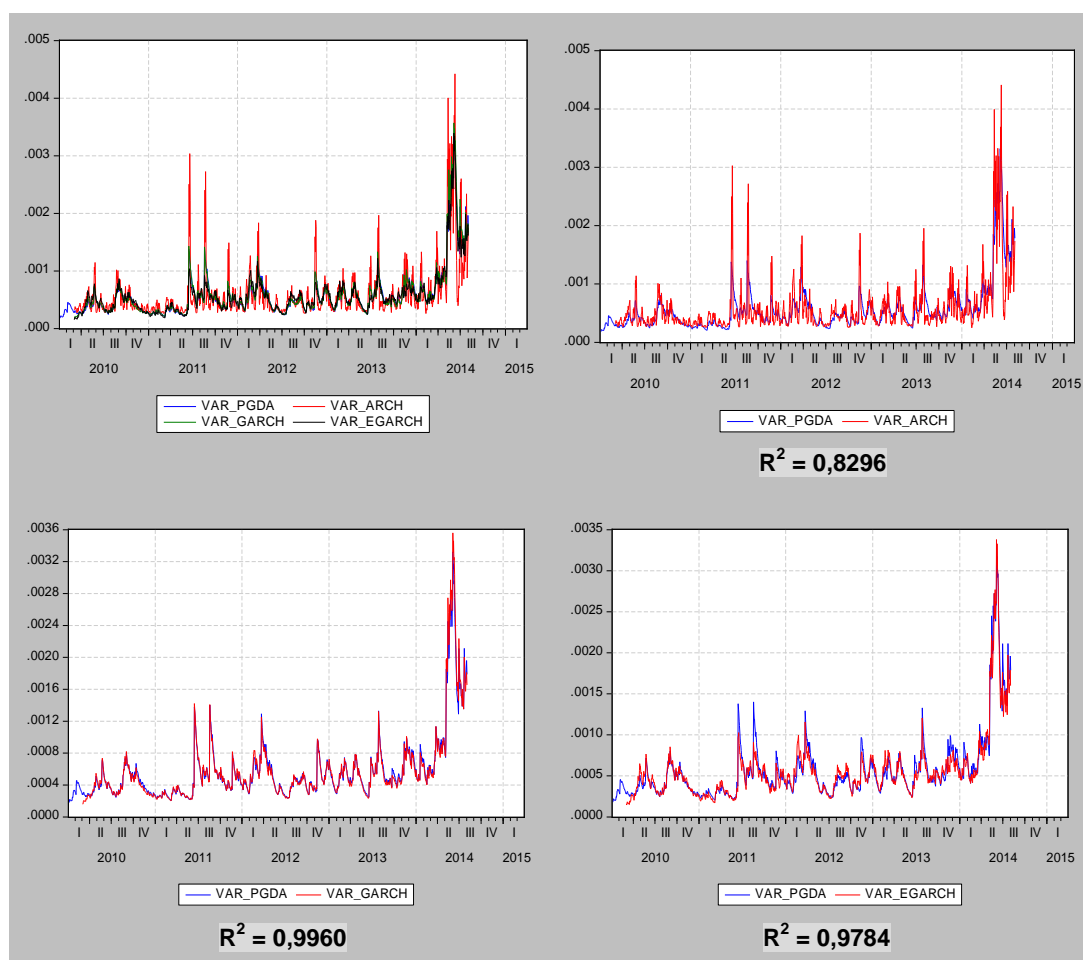 .005
.004
.003
.002
.001
.000
I II III IV I II III IV I II III IV I II III IV I II III IV I
2010 2011 2012 2013 2014 2015
VAR_PGDA VAR_ARCH
VAR_GARCH VAR_EGARCH
.005
.004
.003
.002
.001
.000
I II III IV I II III IV I II III IV I II III IV I II III IV I
2010 2011 2012 2013 2014 2015
VAR_PGDA VAR_ARCH
R² = 0,8296
.0036
.0032
.0028
.0024
.0020
.0016
.0012
.0008
.0004
.0000
I II III IV I II III IV I II III IV I II III IV I II III IV I
2010 2011 2012 2013 2014 2015
VAR_PGDA VAR_GARCH
R² = 0,9960
.0035
.0030
.0025
.0020
.0015
.0010
.0005
.0000
I II III IV I II III IV I II III IV I II III IV I II III IV I
2010 2011 2012 2013 2014 2015
VAR_PGDA VAR_EGARCH
R² = 0,9784